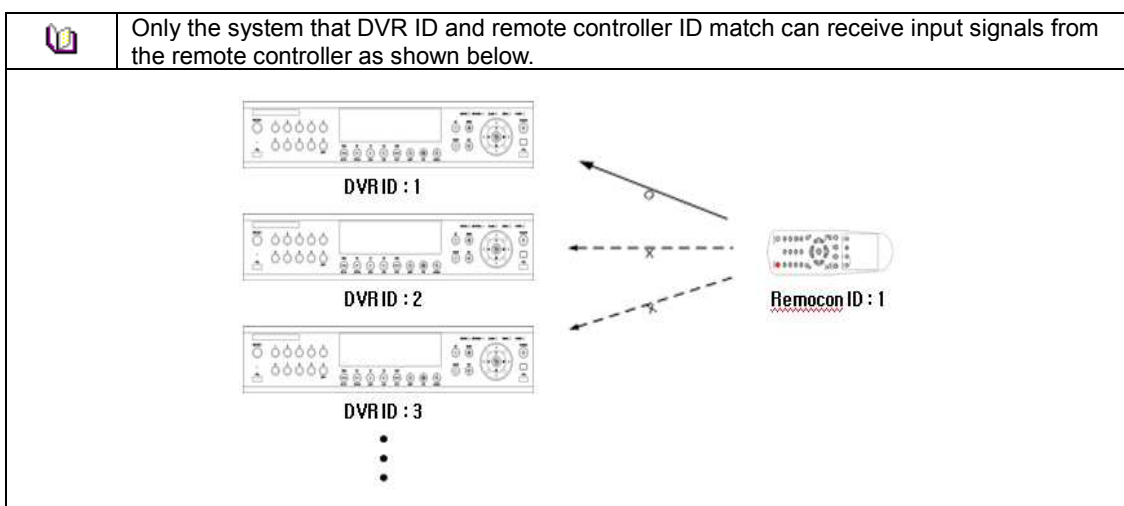 Only the system that DVR ID and remote controller ID match can receive input signals from
the remote controller as shown below.
DVR ID : 1
O
X
DVR ID : 2
Remocon ID : 1
X
DVR ID : 3